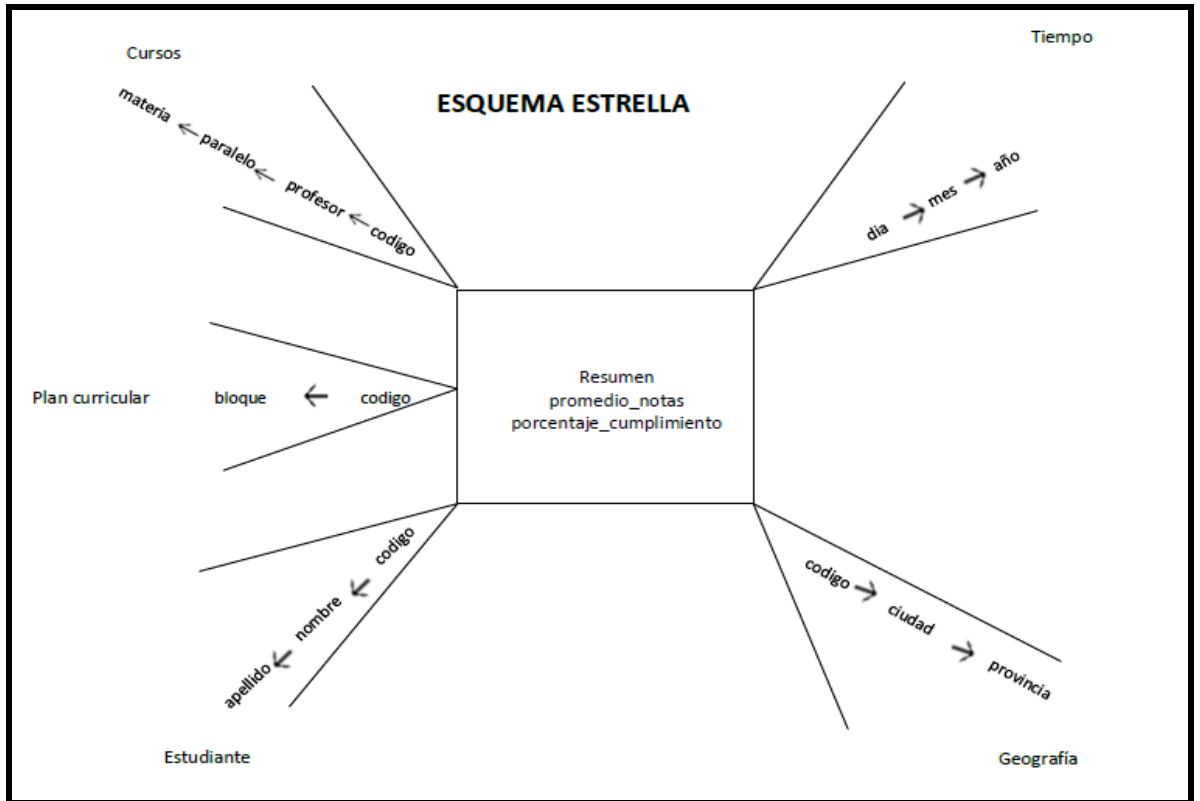 Cursos
Tiempo
ESQUEMA ESTRELLA
materia
paralelo
profesor
codigo
dia
mes
año
Plan curricular
bloque
codigo
Resumen
promedio_notas
porcentaje_cumplimiento
codigo
nombre
apellido
Estudiante
codigo
ciudad
provincia
Geografía